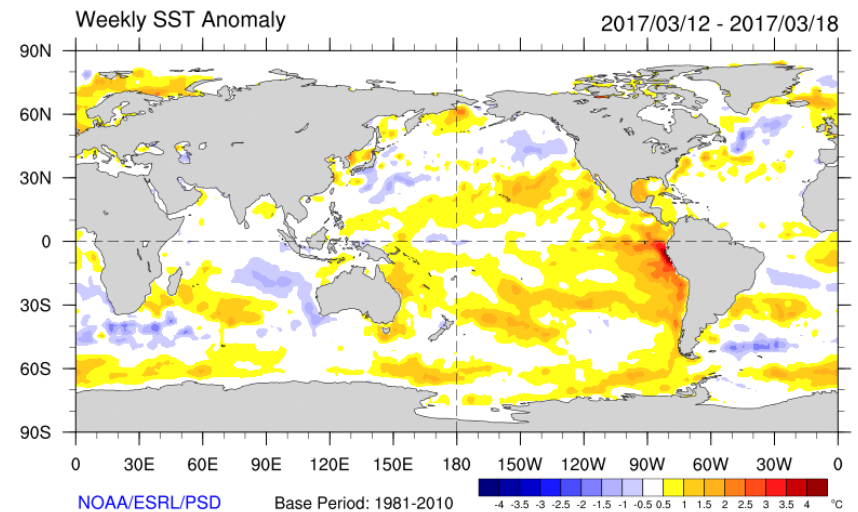 Weekly SST Anomaly 2017/03/12 - 2017/03/18
90N
60N
30N
0
30S
60S
90S
0 30E 60E 90E 120E 150E 180 150W 120W 90W 60W 30W 0
NOAA/ESRL/PSD Base Period: 1981-2010
-4 -3.5 -3 -2.5 -2 -1.5 -1 -0.5 0.5 1 1.5 2 2.5 3 3.5 4 °C